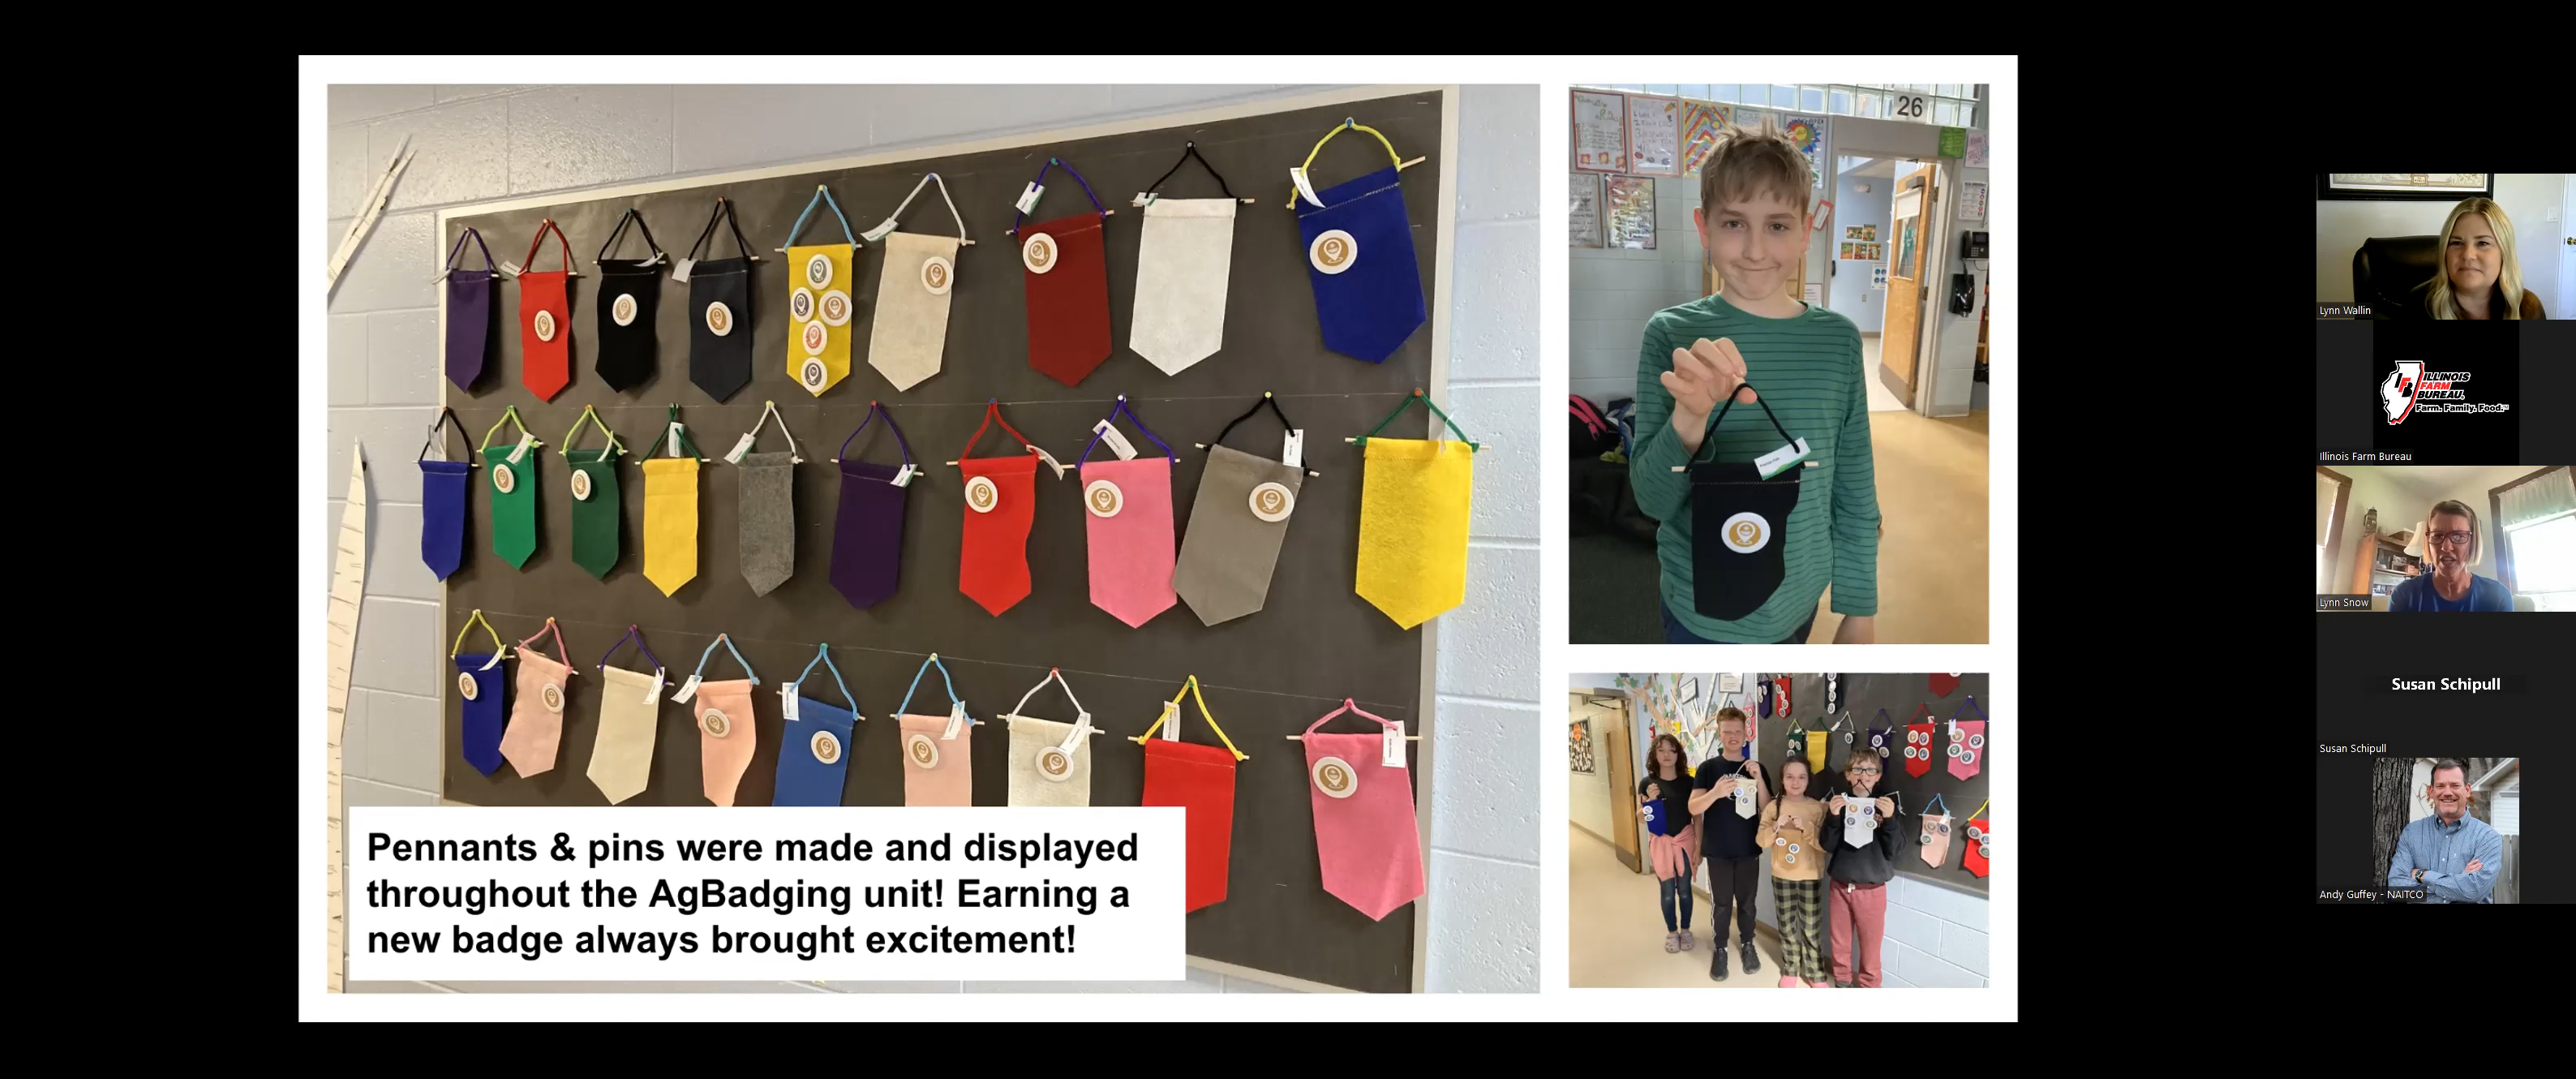 26
Pennants & pins were made and displayed
throughout the AgBadging unit! Earning a
new badge always brought excitement!
Lynn Wallin
ILLINOIS
FARM
BUREAU.
Farm. Family. Food.™
Illinois Farm Bureau
Lynn Snow
Susan Schipull
Susan Schipull
Andy Guffey - NAITCO